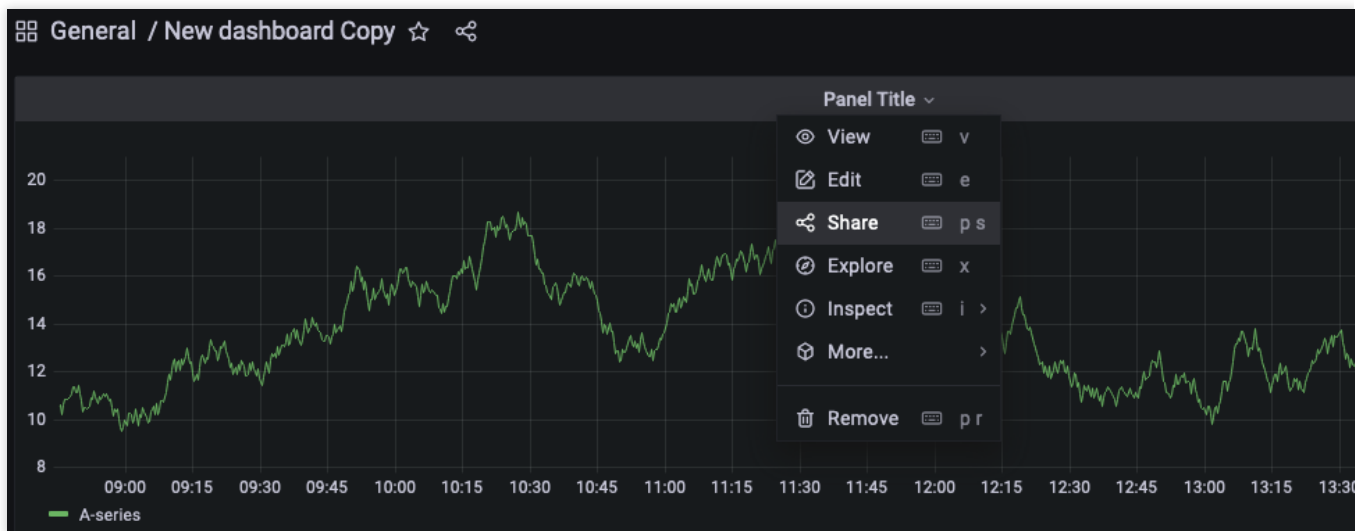 General / New dashboard Copy
Panel Title
View v
Edit e
Share p s
Explore x
Inspect i
More...
Remove p r
20
18
16
14
12
10
8
09:00 09:15 09:30 09:45 10:00 10:15 10:30 10:45 11:00 11:15 11:30 11:45 12:00 12:15 12:30 12:45 13:00 13:15 13:30
A-series